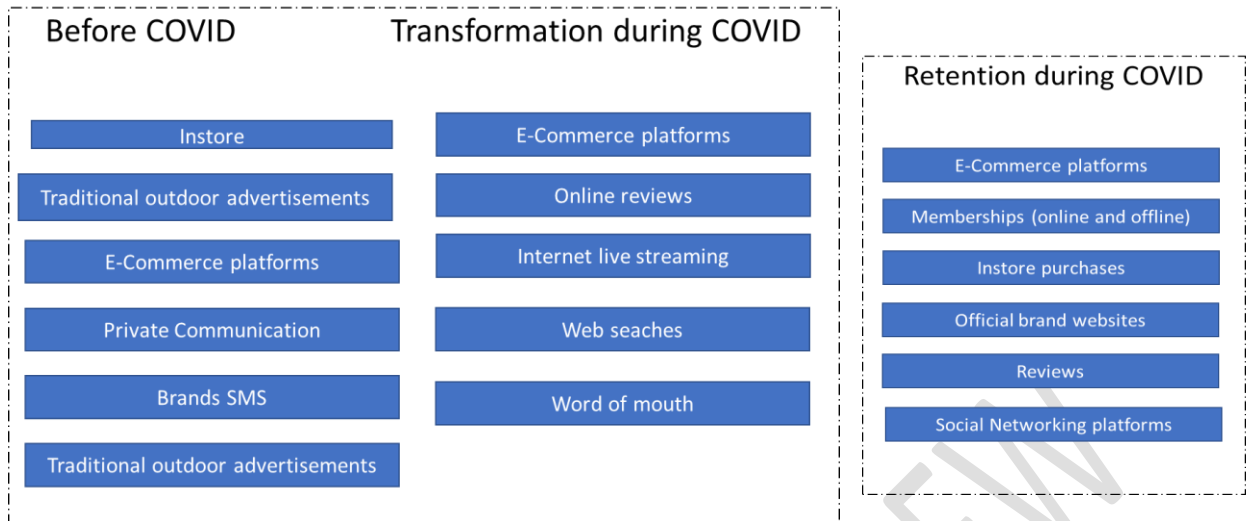 Before COVID
Instore
Traditional outdoor advertisements
E-Commerce platforms
Private Communication
Brands SMS
Traditional outdoor advertisements
Transformation during COVID
E-Commerce platforms
Online reviews
Internet live streaming
Web seaches
Word of mouth
Retention during COVID
E-Commerce platforms
Memberships (online and offline)
Instore purchases
Official brand websites
Reviews
Social Networking platforms